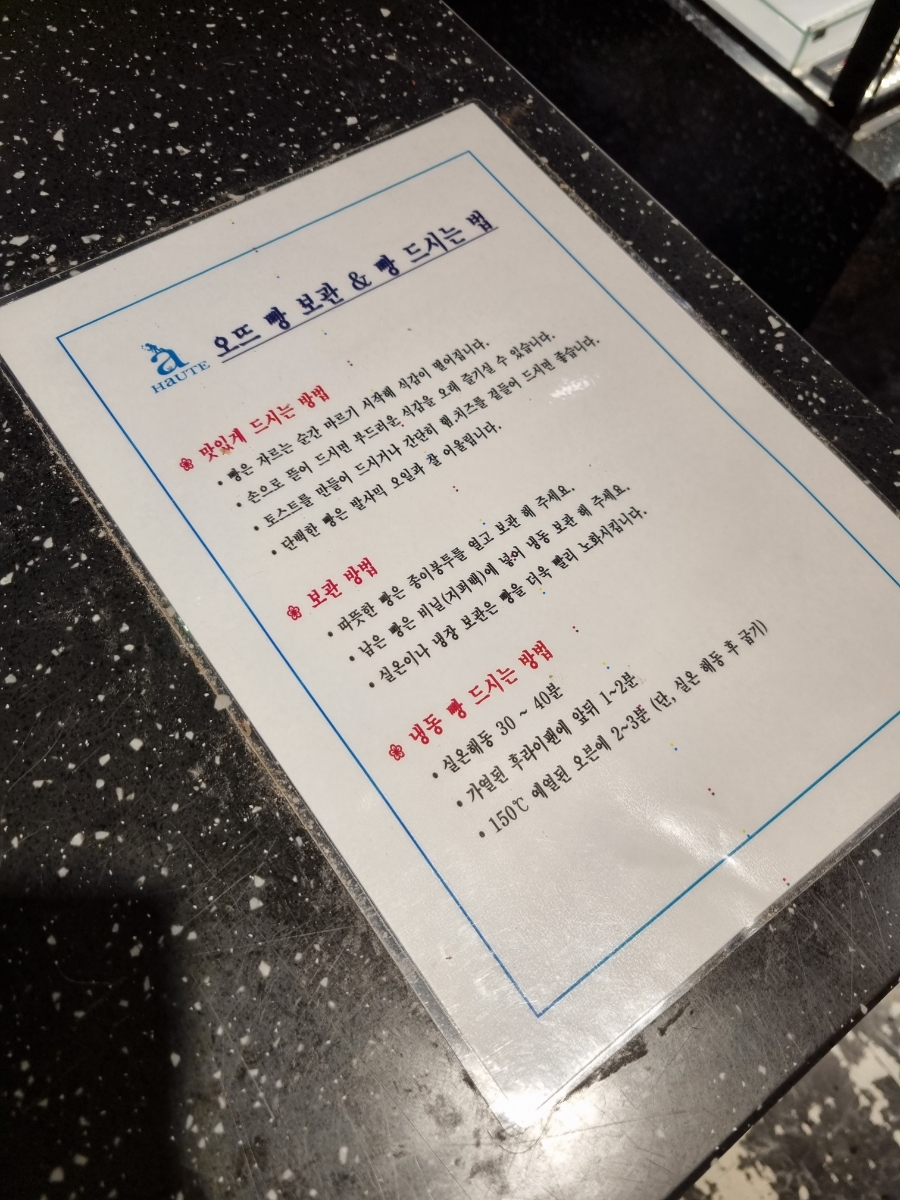 a
HaUTE
오뜨 빵 보관 & 빵 드시는 법
❀ 맛있게 드시는 방법
• 빵은 자르는 순간 마르기 시작해 식감이 떨어집니다.
• 손으로 뜯어 드시면 부드러운 식감을 오래 즐기실 수 있습니다.
• 토스트를 만들어 드시거나 간단히 햄,치즈를 곁들어 드시면 좋습니다.
• 단백한 빵은 발사믹 오일과 잘 어울립니다.
❀ 보관 방법
• 따뜻한 빵은 종이봉투를 열고 보관 해 주세요.
• 남은 빵은 비닐(지퍼백)에 넣어 냉동 보관 해 주세요.
• 실온이나 냉장 보관은 빵을 더욱 빨리 노화시킵니다.
❀ 냉동 빵 드시는 방법
• 실온해동 30 ~ 40분
• 가열된 후라이팬에 앞뒤 1~2분
• 150℃ 예열된 오븐에 2~3분 (단, 실온 해동 후 굽기)